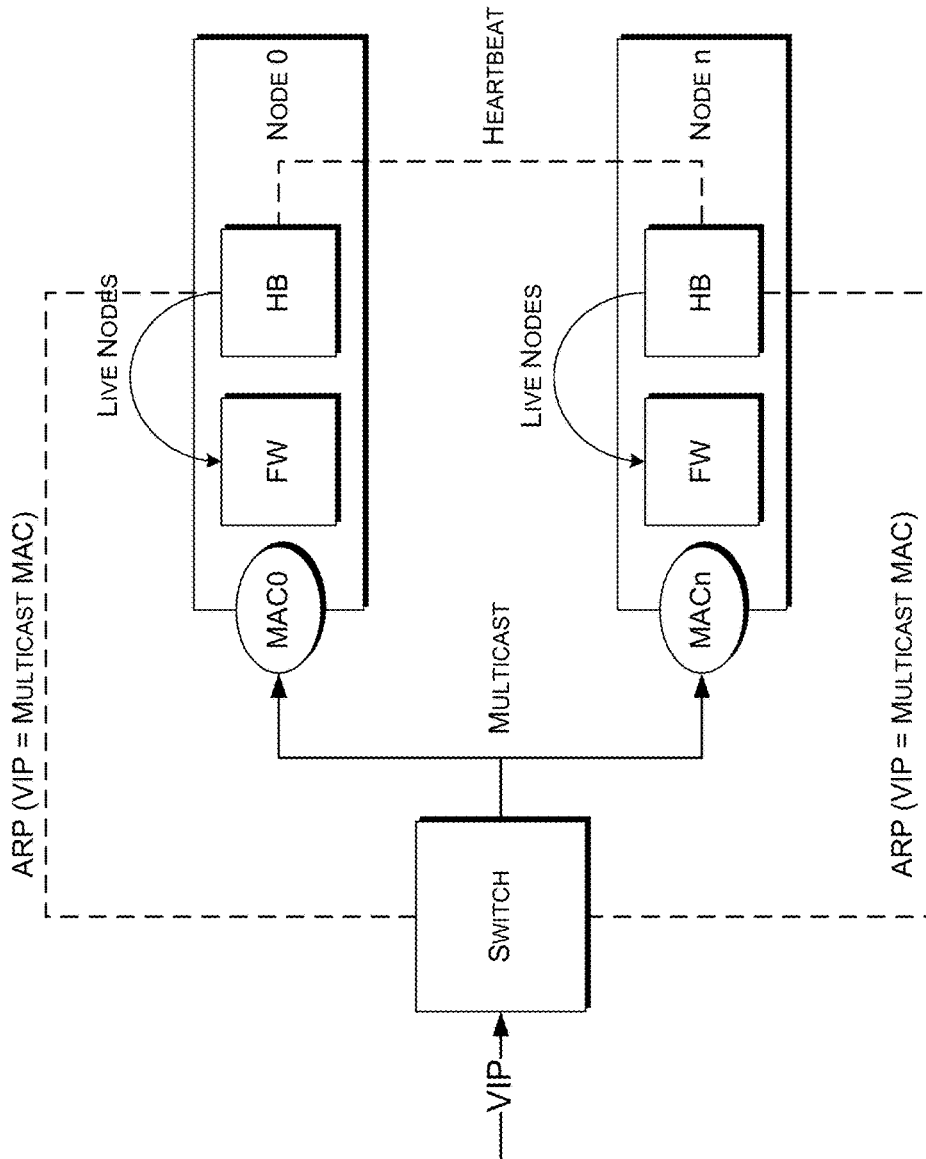 ARP (VIP = MULTICAST MAC)
LIVE NODES
MAC0
FW
HB
NODE 0
VIP
SWITCH
MULTICAST
HEARTBEAT
LIVE NODES
MACn
FW
HB
NODE n
ARP (VIP = MULTICAST MAC)